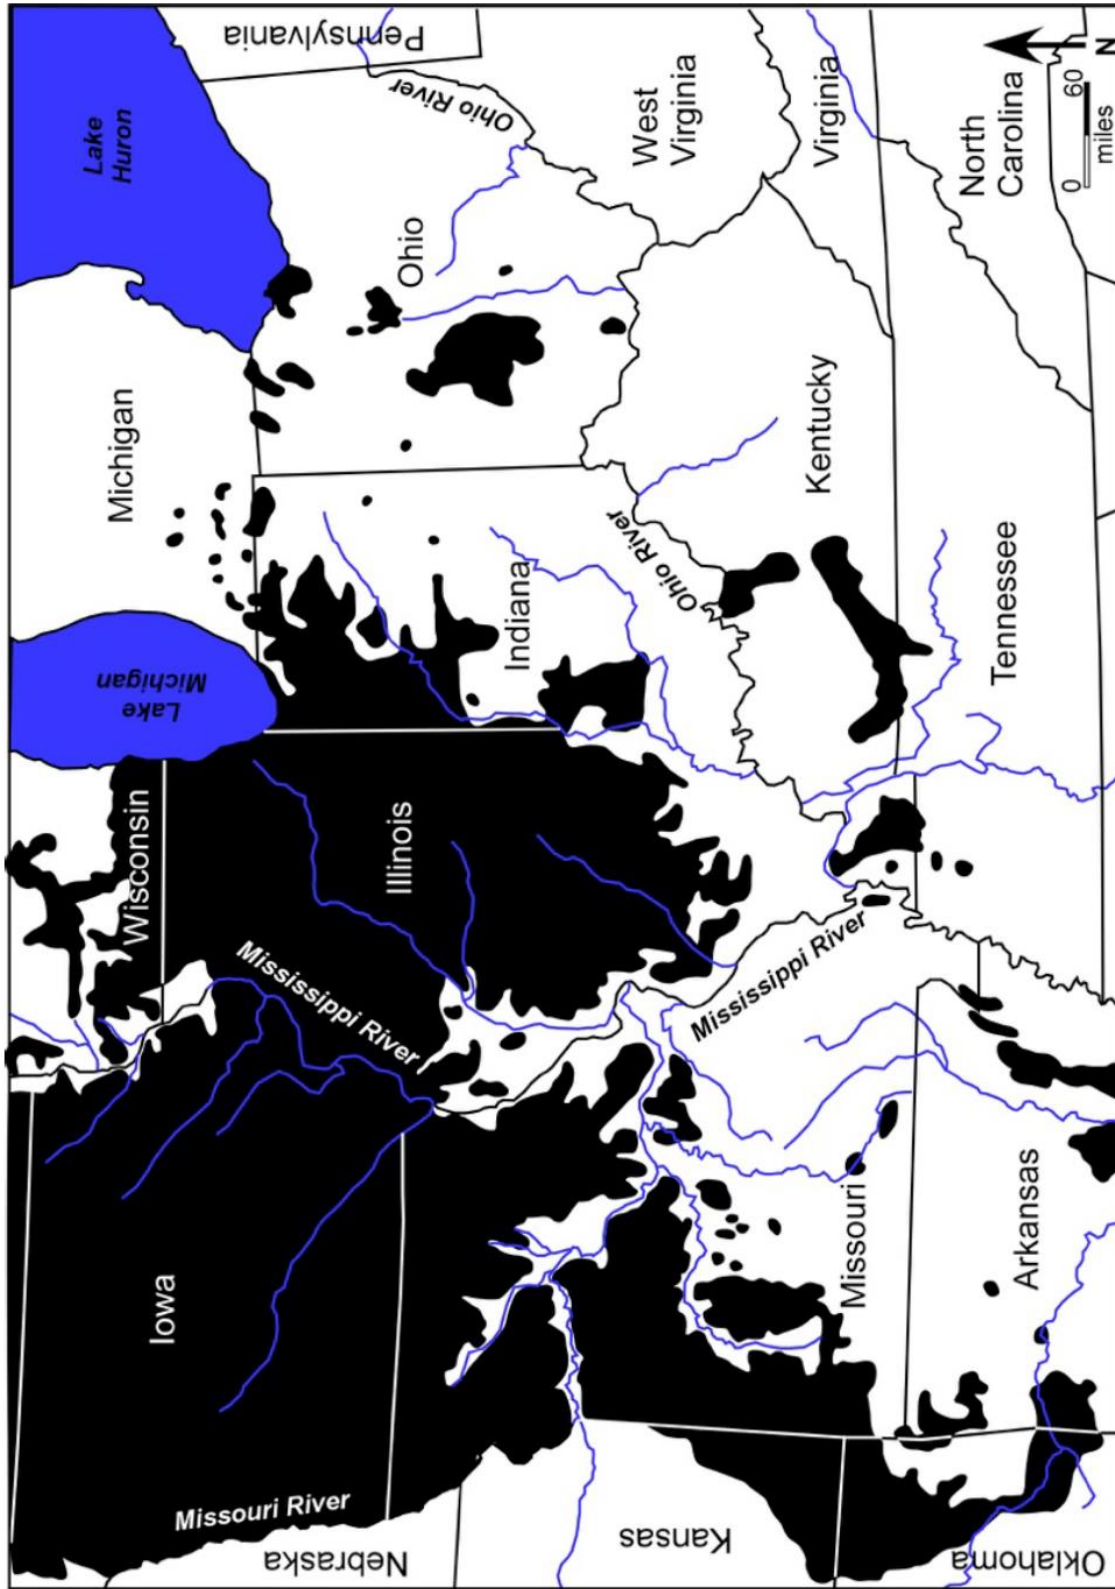 Pennsylvania
Lake
Huron
Ohio River
West
Virginia
Virginia
North
Carolina
N
0
60
miles
Ohio
Michigan
Kentucky
Ohio River
Indiana
Tennessee
Lake
Michigan
Wisconsin
Illinois
Mississippi River
Mississippi River
Iowa
Missouri
Arkansas
Missouri River
Nebraska
Kansas
Oklahoma